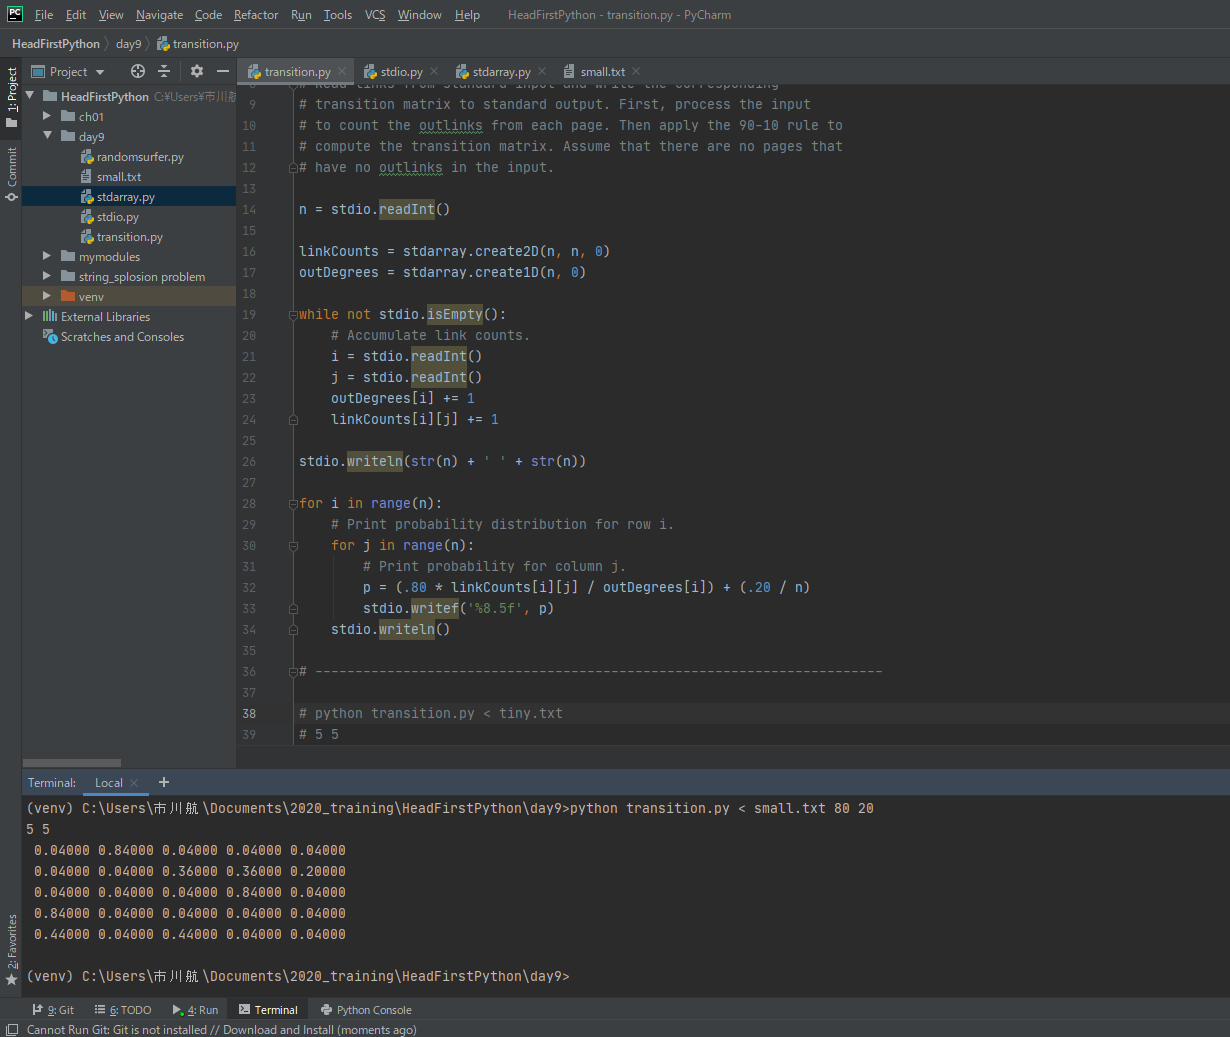 PC File Edit View Navigate Code Refactor Run Tools VCS Window Help HeadFirstPython - transition.py - PyCharm
HeadFirstPython day9 transition.py
1: Project
Commit
2: Favorites
Project
HeadFirstPython C:¥Users¥市川航
ch01
day9
randomsurfer.py
small.txt
stdarray.py
stdio.py
transition.py
mymodules
string_splosion problem
venv
External Libraries
Scratches and Consoles
transition.py stdio.py stdarray.py small.txt
# Read links from standard input and write the corresponding
9 # transition matrix to standard output. First, process the input
10 # to count the outlinks from each page. Then apply the 90-10 rule to
11 # compute the transition matrix. Assume that there are no pages that
12 # have no outlinks in the input.
13
14 n = stdio.readInt()
15
16 linkCounts = stdarray.create2D(n, n, 0)
17 outDegrees = stdarray.create1D(n, 0)
18
19 while not stdio.isEmpty():
20 # Accumulate link counts.
21 i = stdio.readInt()
22 j = stdio.readInt()
23 outDegrees[i] += 1
24 linkCounts[i][j] += 1
25
26 stdio.writeln(str(n) + ' ' + str(n))
27
28 for i in range(n):
29 # Print probability distribution for row i.
30 for j in range(n):
31 # Print probability for column j.
32 p = (.80 * linkCounts[i][j] / outDegrees[i]) + (.20 / n)
33 stdio.writef('%8.5f', p)
34 stdio.writeln()
35
36 # -----------------------------------------------------------------------
37
38 # python transition.py < tiny.txt
39 # 5 5
Terminal: Local +
(venv) C:\Users\市川航\Documents\2020_training\HeadFirstPython\day9>python transition.py < small.txt 80 20
5 5
0.04000 0.84000 0.04000 0.04000 0.04000
0.04000 0.04000 0.36000 0.36000 0.20000
0.04000 0.04000 0.04000 0.84000 0.04000
0.84000 0.04000 0.04000 0.04000 0.04000
0.44000 0.04000 0.44000 0.04000 0.04000
(venv) C:\Users\市川航\Documents\2020_training\HeadFirstPython\day9>
9: Git 6: TODO 4: Run Terminal Python Console
Cannot Run Git: Git is not installed // Download and Install (moments ago)